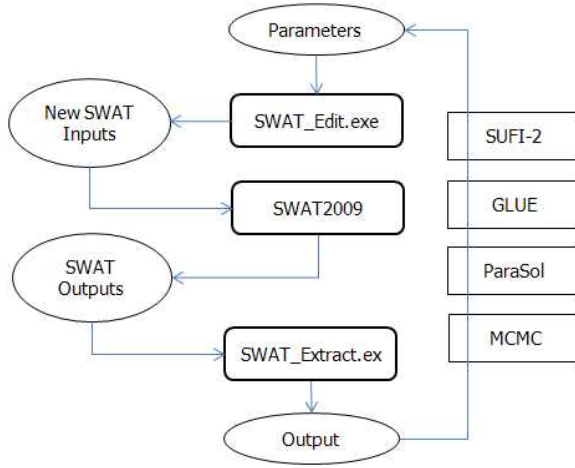 Parameters
SWAT_Edit.exe
New SWAT
Inputs
SUFI-2
SWAT2009
GLUE
SWAT
Outputs
ParaSol
SWAT_Extract.ex
MCMC
Output